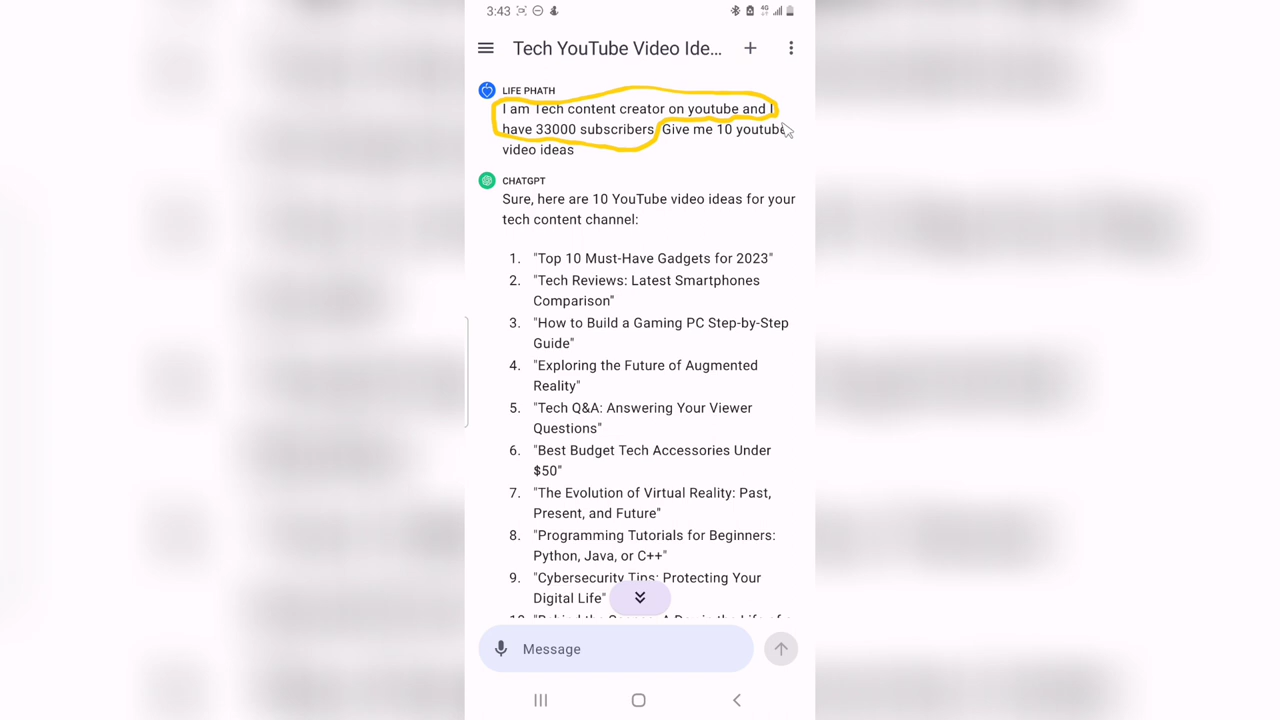 3:43
4G
Tech YouTube Video Ide...
LIFE PHATH
I am Tech content creator on youtube and I
have 33000 subscribers. Give me 10 youtube
video ideas
CHATGPT
Sure, here are 10 YouTube video ideas for your
tech content channel:
1. "Top 10 Must-Have Gadgets for 2023"
2. "Tech Reviews: Latest Smartphones
Comparison"
3. "How to Build a Gaming PC Step-by-Step
Guide"
4. "Exploring the Future of Augmented
Reality"
5. "Tech Q&A: Answering Your Viewer
Questions"
6. "Best Budget Tech Accessories Under
$50"
7. "The Evolution of Virtual Reality: Past,
Present, and Future"
8. "Programming Tutorials for Beginners:
Python, Java, or C++"
9. "Cybersecurity Tips: Protecting Your
Digital Life"
Message